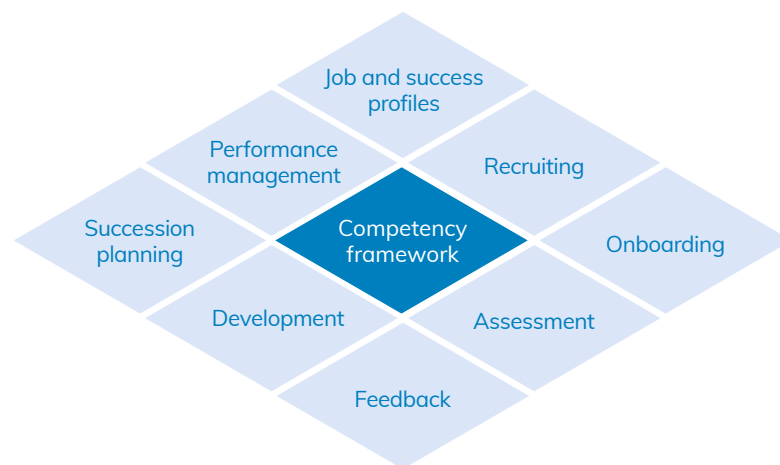 Job and success
profiles
Performance
management
Recruiting
Succession
planning
Competency
framework
Onboarding
Development
Assessment
Feedback